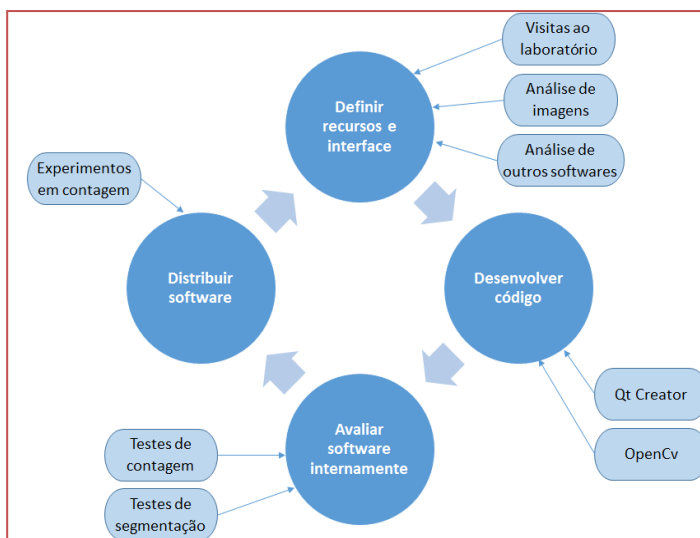 Visitas ao
laboratório
Definir
recursos e
interface
Análise de
imagens
Análise de
outros softwares
Experimentos
em contagem
Distribuir
software
Desenvolver
código
Qt Creator
OpenCv
Avaliar
software
internamente
Testes de
contagem
Testes de
segmentação